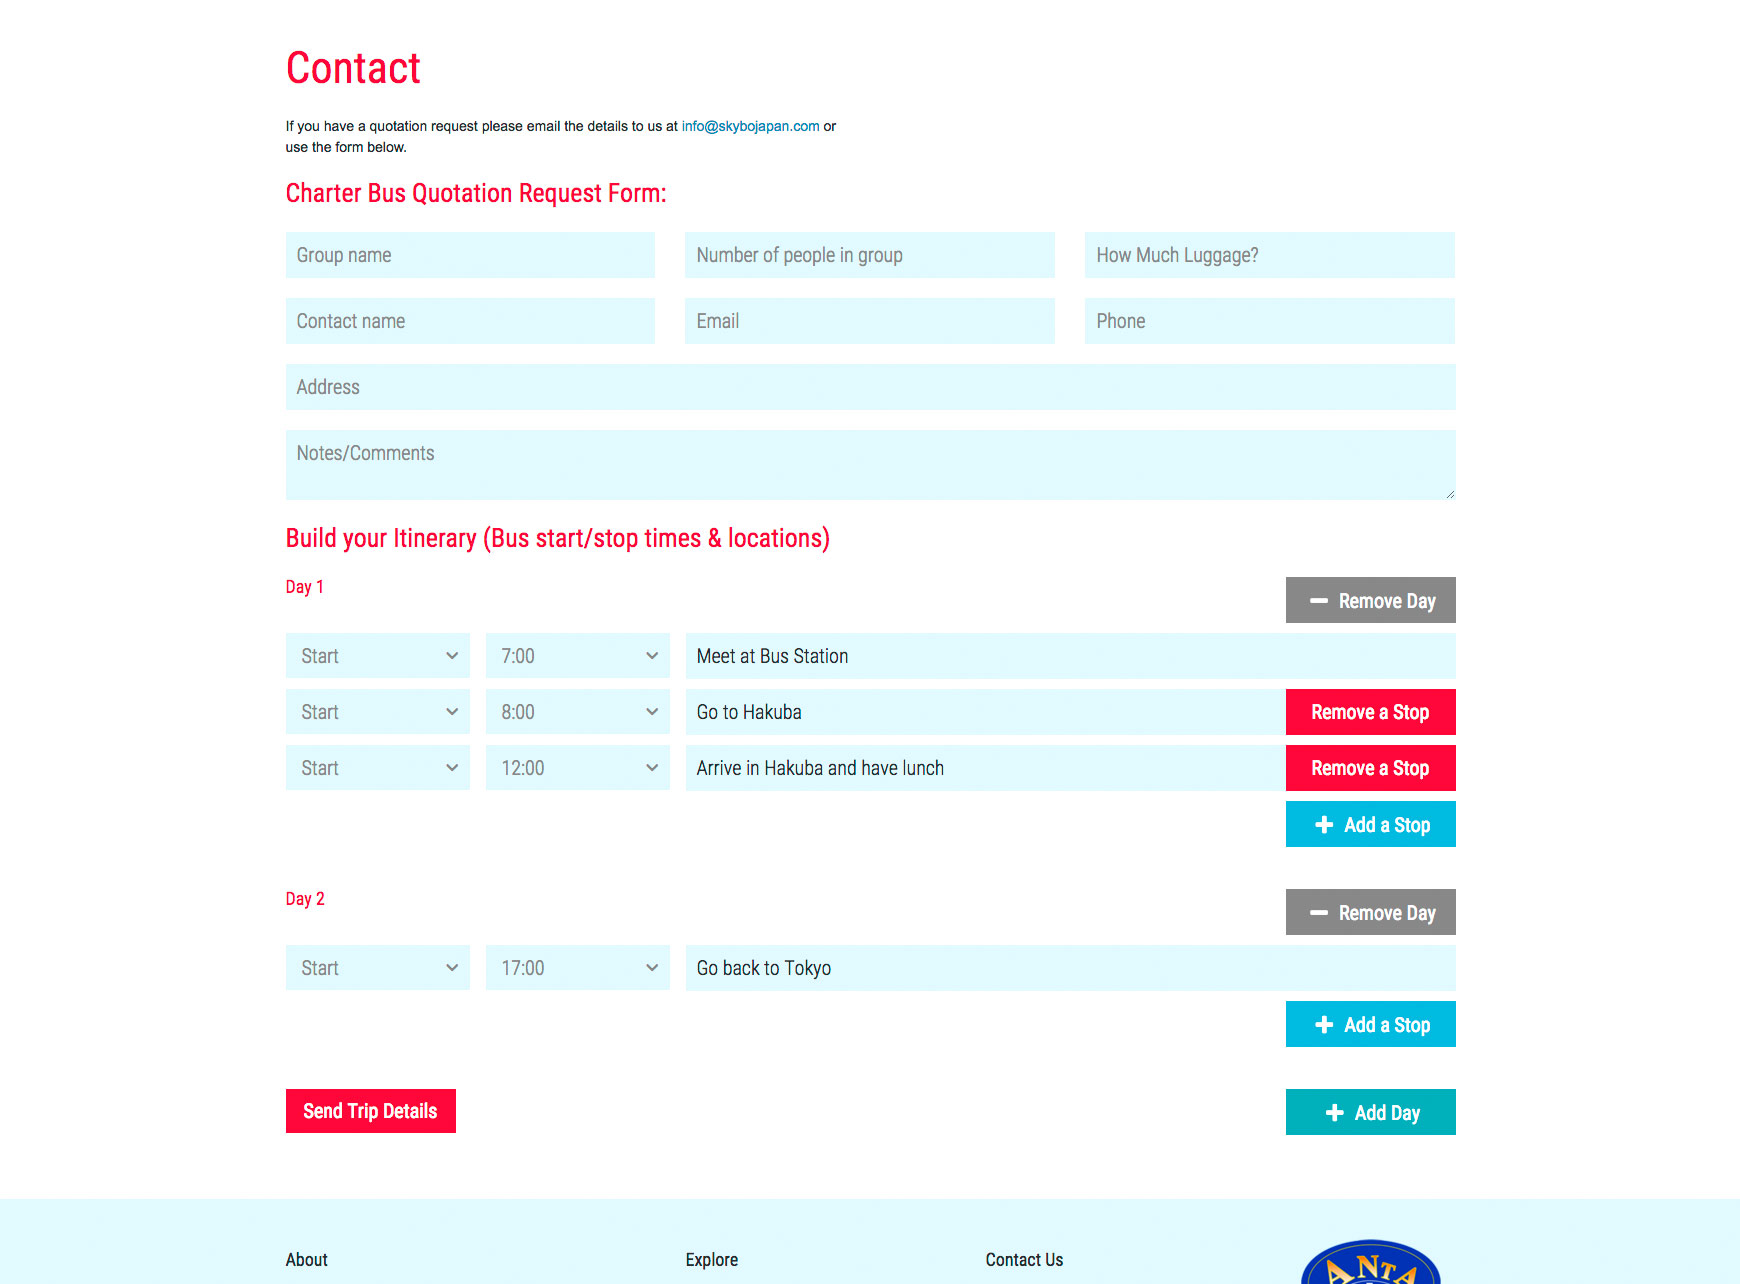 Contact
If you have a quotation request please email the details to us at info@skybojapan.com or
use the form below.
Charter Bus Quotation Request Form:
Group name
Number of people in group
How Much Luggage?
Contact name
Email
Phone
Address
Notes/Comments
Build your Itinerary (Bus start/stop times & locations)
Day 1
Remove Day
Start
7:00
Meet at Bus Station
Start
8:00
Go to Hakuba
Remove a Stop
Start
12:00
Arrive in Hakuba and have lunch
Remove a Stop
Add a Stop
Day 2
Remove Day
Start
17:00
Go back to Tokyo
Add a Stop
Send Trip Details
Add Day
About
Explore
Contact Us
ANTA